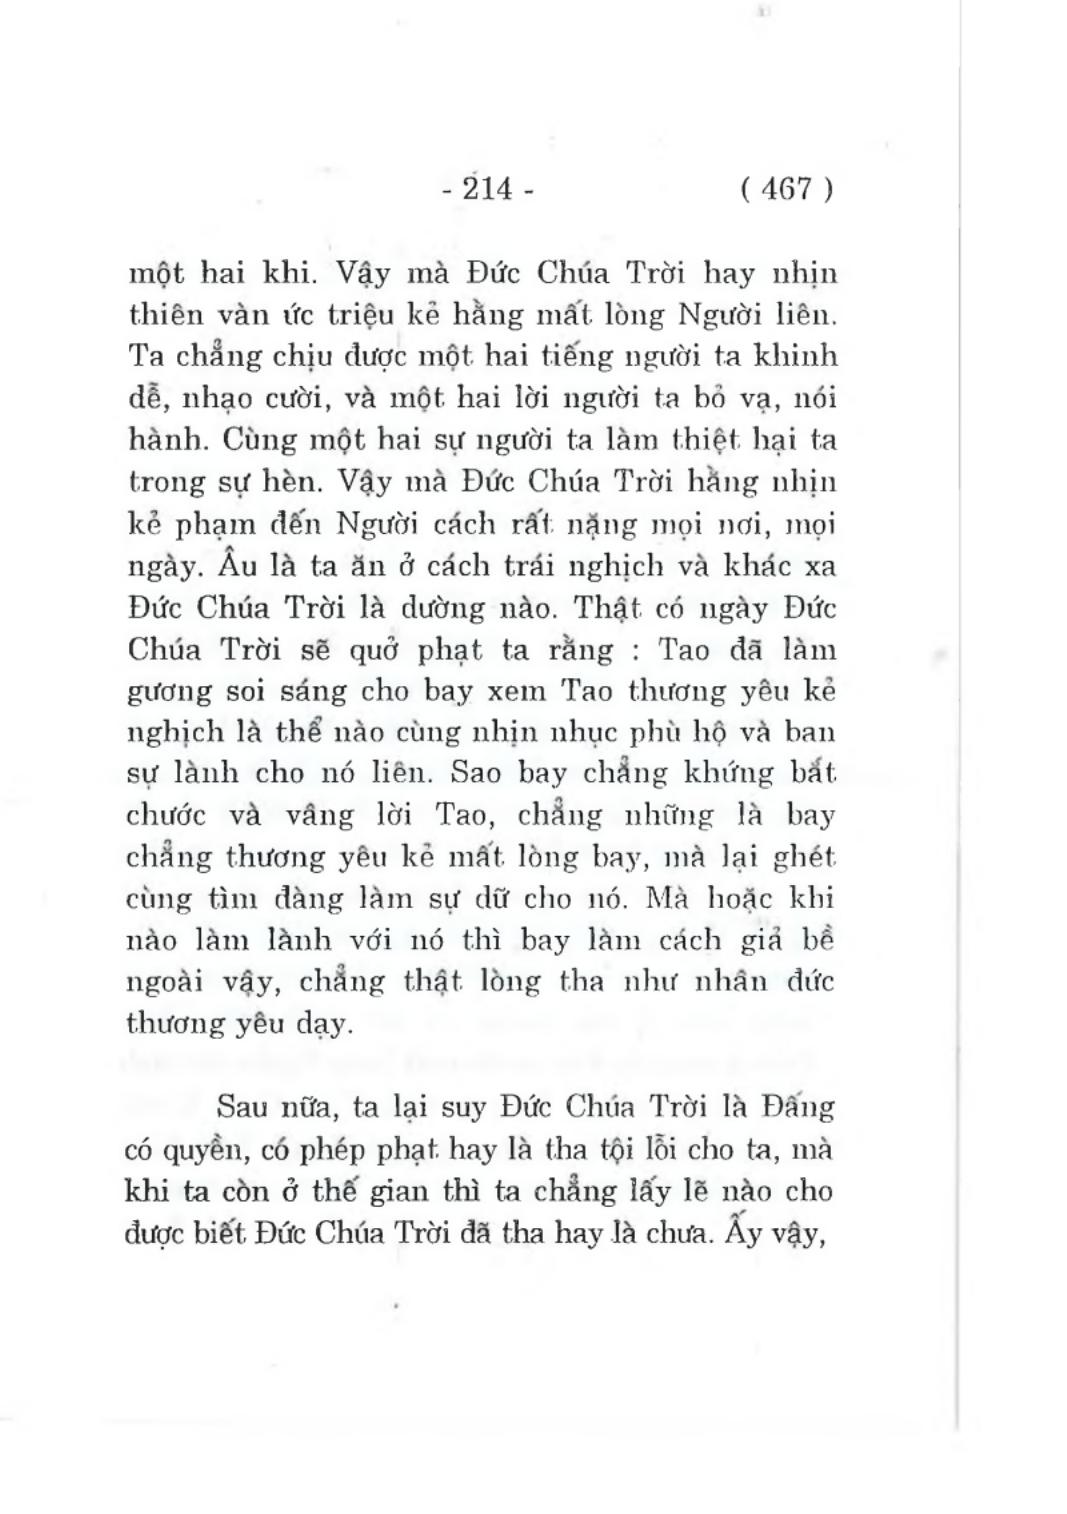 - 214 - ( 467 )
một hai khi. Vậy mà Đức Chúa Trời hay nhịn
thiên vàn ức triệu kẻ hằng mất lòng Người liên.
Ta chẳng chịu được một hai tiếng người ta khinh
dễ, nhạo cười, và một hai lời người ta bỏ vạ, nói
hành. Cùng một hai sự người ta làm thiệt hại ta
trong sự hèn. Vậy mà Đức Chúa Trời hằng nhịn
kẻ phạm đến Người cách rất nặng mọi nơi, mọi
ngày. Âu là ta ăn ở cách trái nghịch và khác xa
Đức Chúa Trời là dường nào. Thật có ngày Đức
Chúa Trời sẽ quở phạt ta rằng : Tao đã làm
gương soi sáng cho bay xem Tao thương yêu kẻ
nghịch là thể nào cùng nhịn nhục phù hộ và ban
sự lành cho nó liên. Sao bay chẳng khứng bắt
chước và vâng lời Tao, chẳng những là bay
chẳng thương yêu kẻ mất lòng bay, mà lại ghét
cùng tìm đàng làm sự dữ cho nó. Mà hoặc khi
nào làm lành với nó thì bay làm cách giả bề
ngoài vậy, chẳng thật lòng tha như nhân đức
thương yêu dạy.
Sau nữa, ta lại suy Đức Chúa Trời là Đấng
có quyền, có phép phạt hay là tha tội lỗi cho ta, mà
khi ta còn ở thế gian thì ta chẳng lấy lẽ nào cho
được biết Đức Chúa Trời đã tha hay là chưa. Ấy vậy,